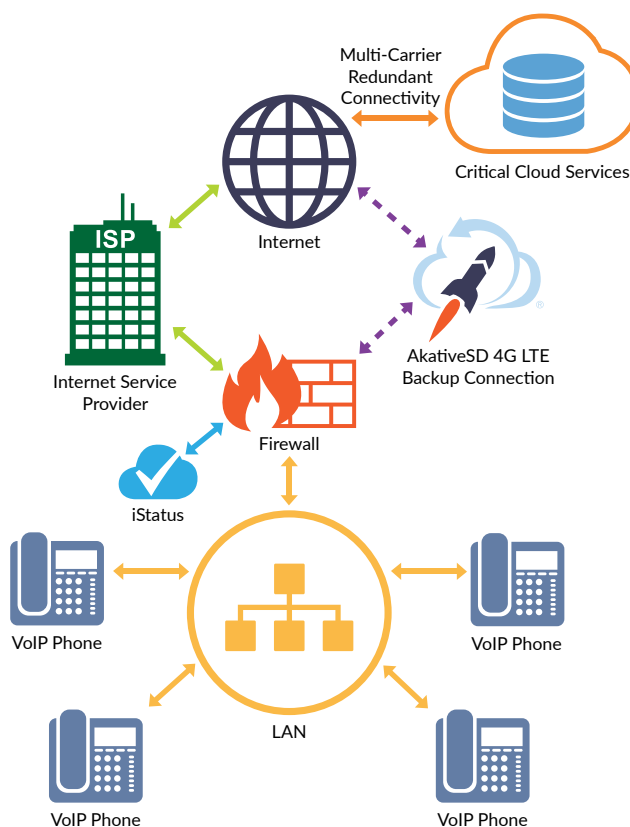 Multi-Carrier
Redundant
Connectivity
Critical Cloud Services
Internet
ISP
®
AkativeSD 4G LTE
Backup Connection
Internet Service
Provider
Firewall
iStatus
VoIP Phone
VoIP Phone
LAN
VoIP Phone
VoIP Phone